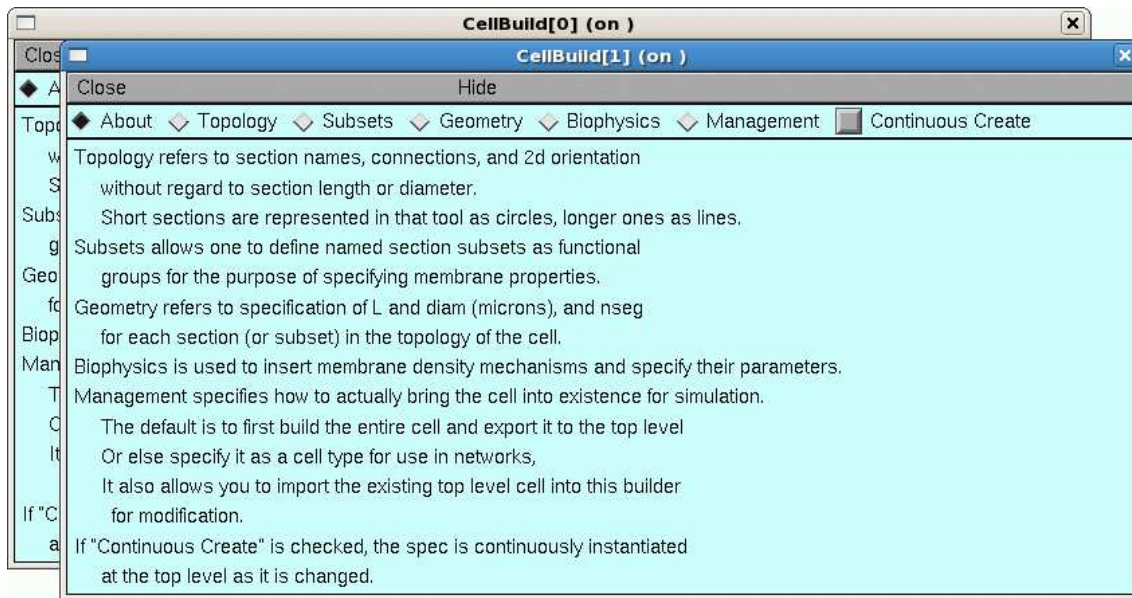 CellBuild[0] (on )
Clos
CellBuild[1] (on )
Close Hide
A
About Topology Subsets Geometry Biophysics Management Continuous Create
Topo
w
S
Subs
g
Geo
fo
Biop
Man
T
C
It
If "C
a
Topology refers to section names, connections, and 2d orientation
without regard to section length or diameter.
Short sections are represented in that tool as circles, longer ones as lines.
Subsets allows one to define named section subsets as functional
groups for the purpose of specifying membrane properties.
Geometry refers to specification of L and diam (microns), and nseg
for each section (or subset) in the topology of the cell.
Biophysics is used to insert membrane density mechanisms and specify their parameters.
Management specifies how to actually bring the cell into existence for simulation.
The default is to first build the entire cell and export it to the top level
Or else specify it as a cell type for use in networks,
It also allows you to import the existing top level cell into this builder
for modification.
If "Continuous Create" is checked, the spec is continuously instantiated
at the top level as it is changed.